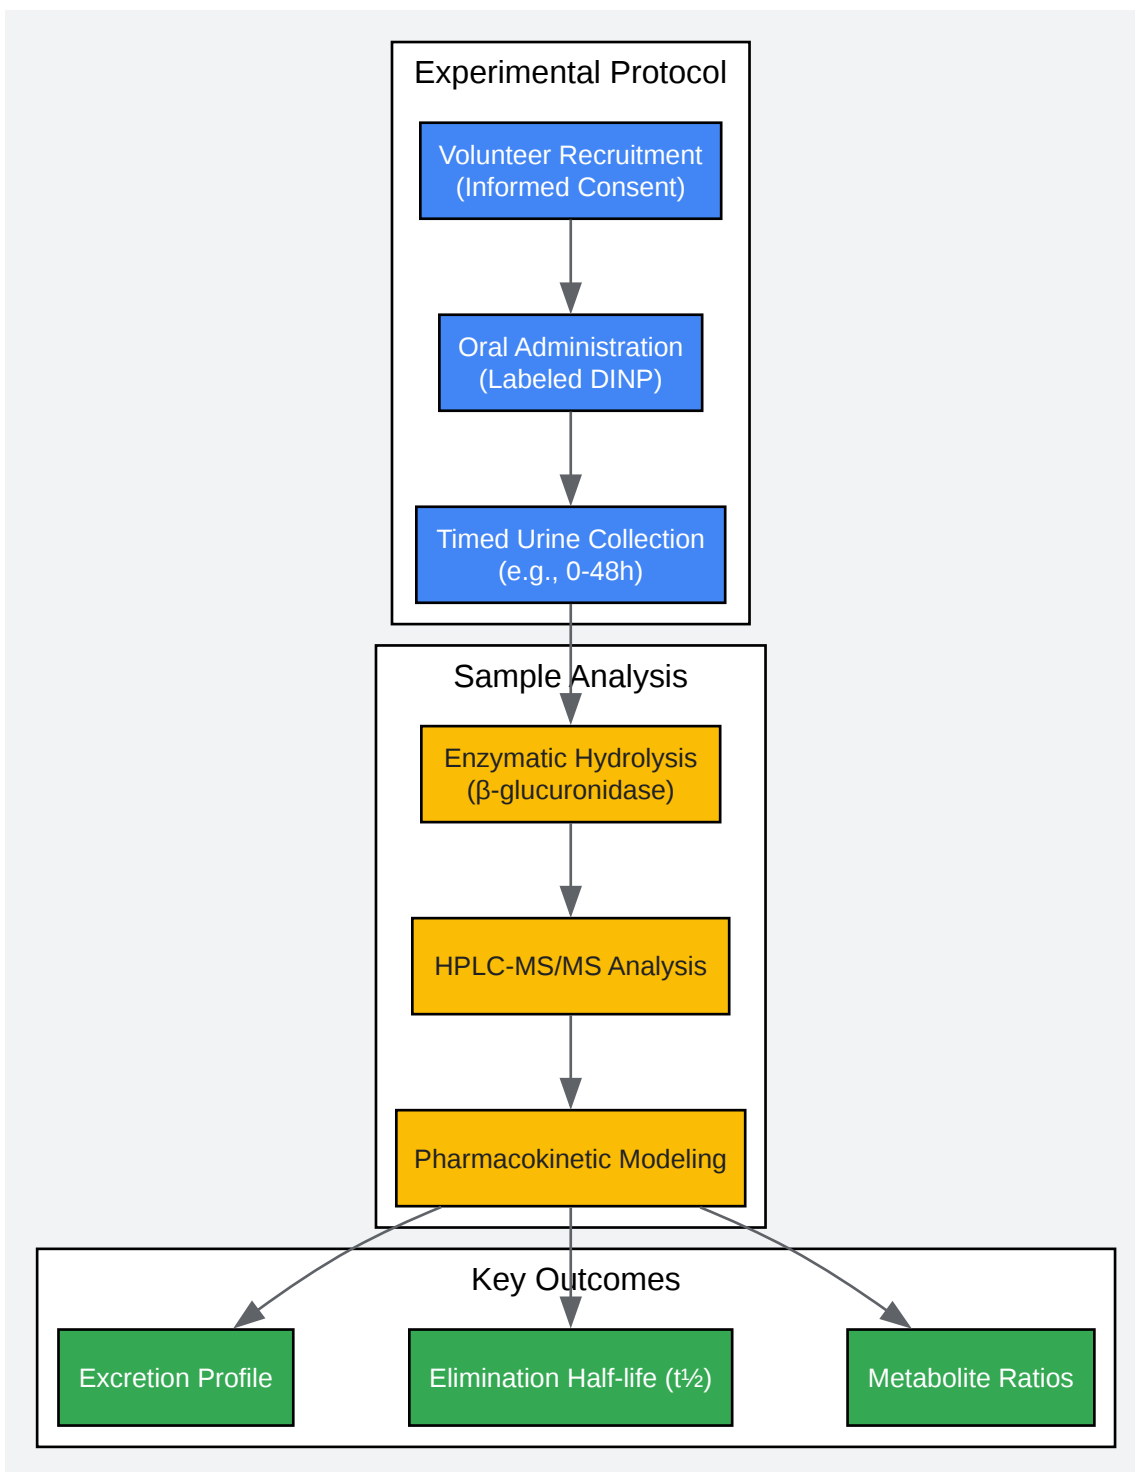 Experimental Protocol
Volunteer Recruitment
(Informed Consent)
Oral Administration
(Labeled DINP)
Timed Urine Collection
(e.g., 0-48h)
Sample Analysis
Enzymatic Hydrolysis
(β-glucuronidase)
HPLC-MS/MS Analysis
Pharmacokinetic Modeling
Key Outcomes
Excretion Profile
Elimination Half-life (t½)
Metabolite Ratios